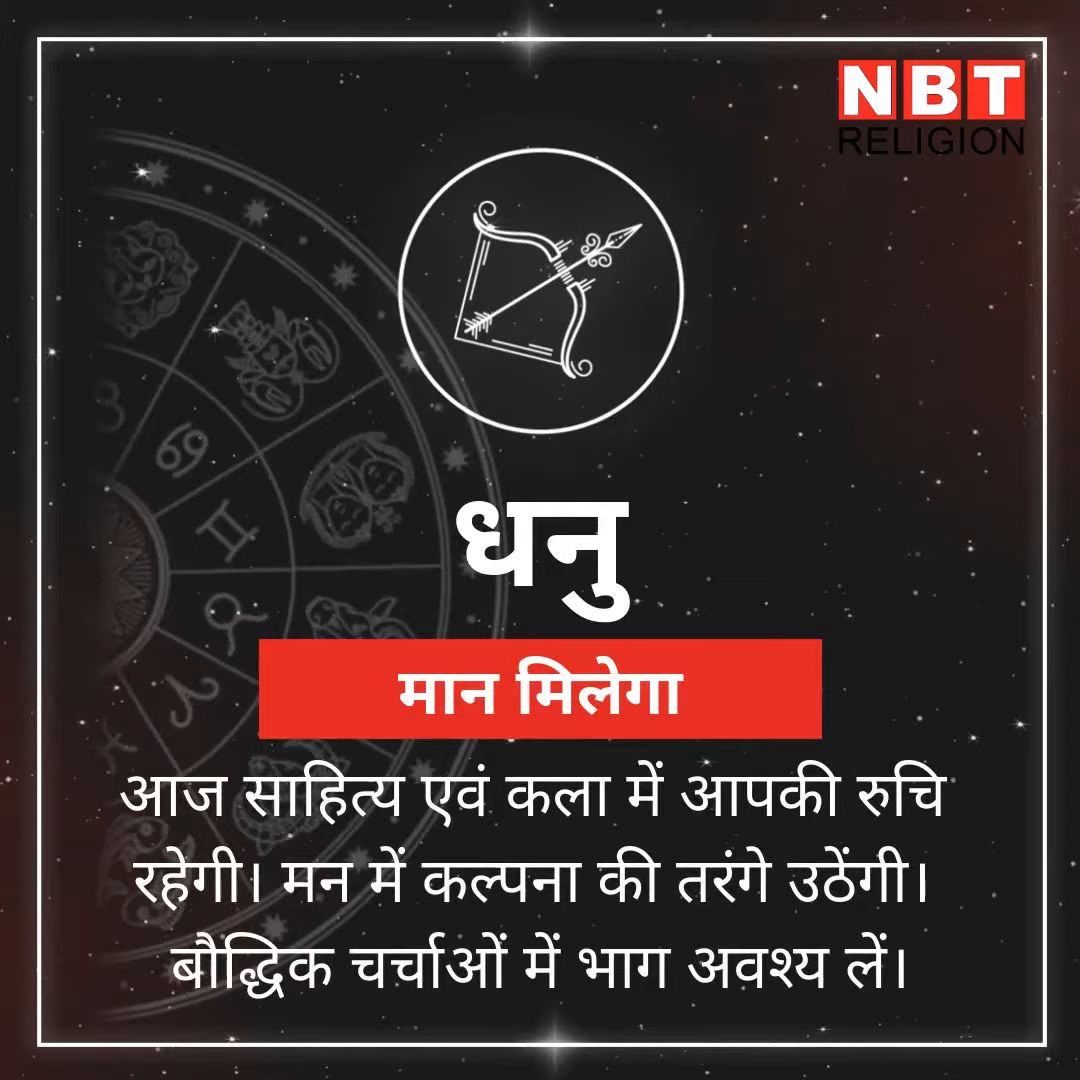 NBT
RELIGION
धनु
मान मिलेगा
आज साहित्य एवं कला में आपकी रुचि
रहेगी। मन में कल्पना की तरंगे उठेंगी।
बौद्धिक चर्चाओं में भाग अवश्य लें।